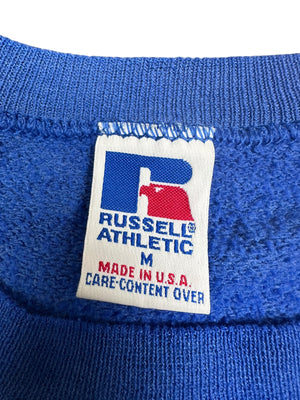 RUSSELL®
ATHLETIC
M
MADE IN U.S.A.
CARE-CONTENT OVER